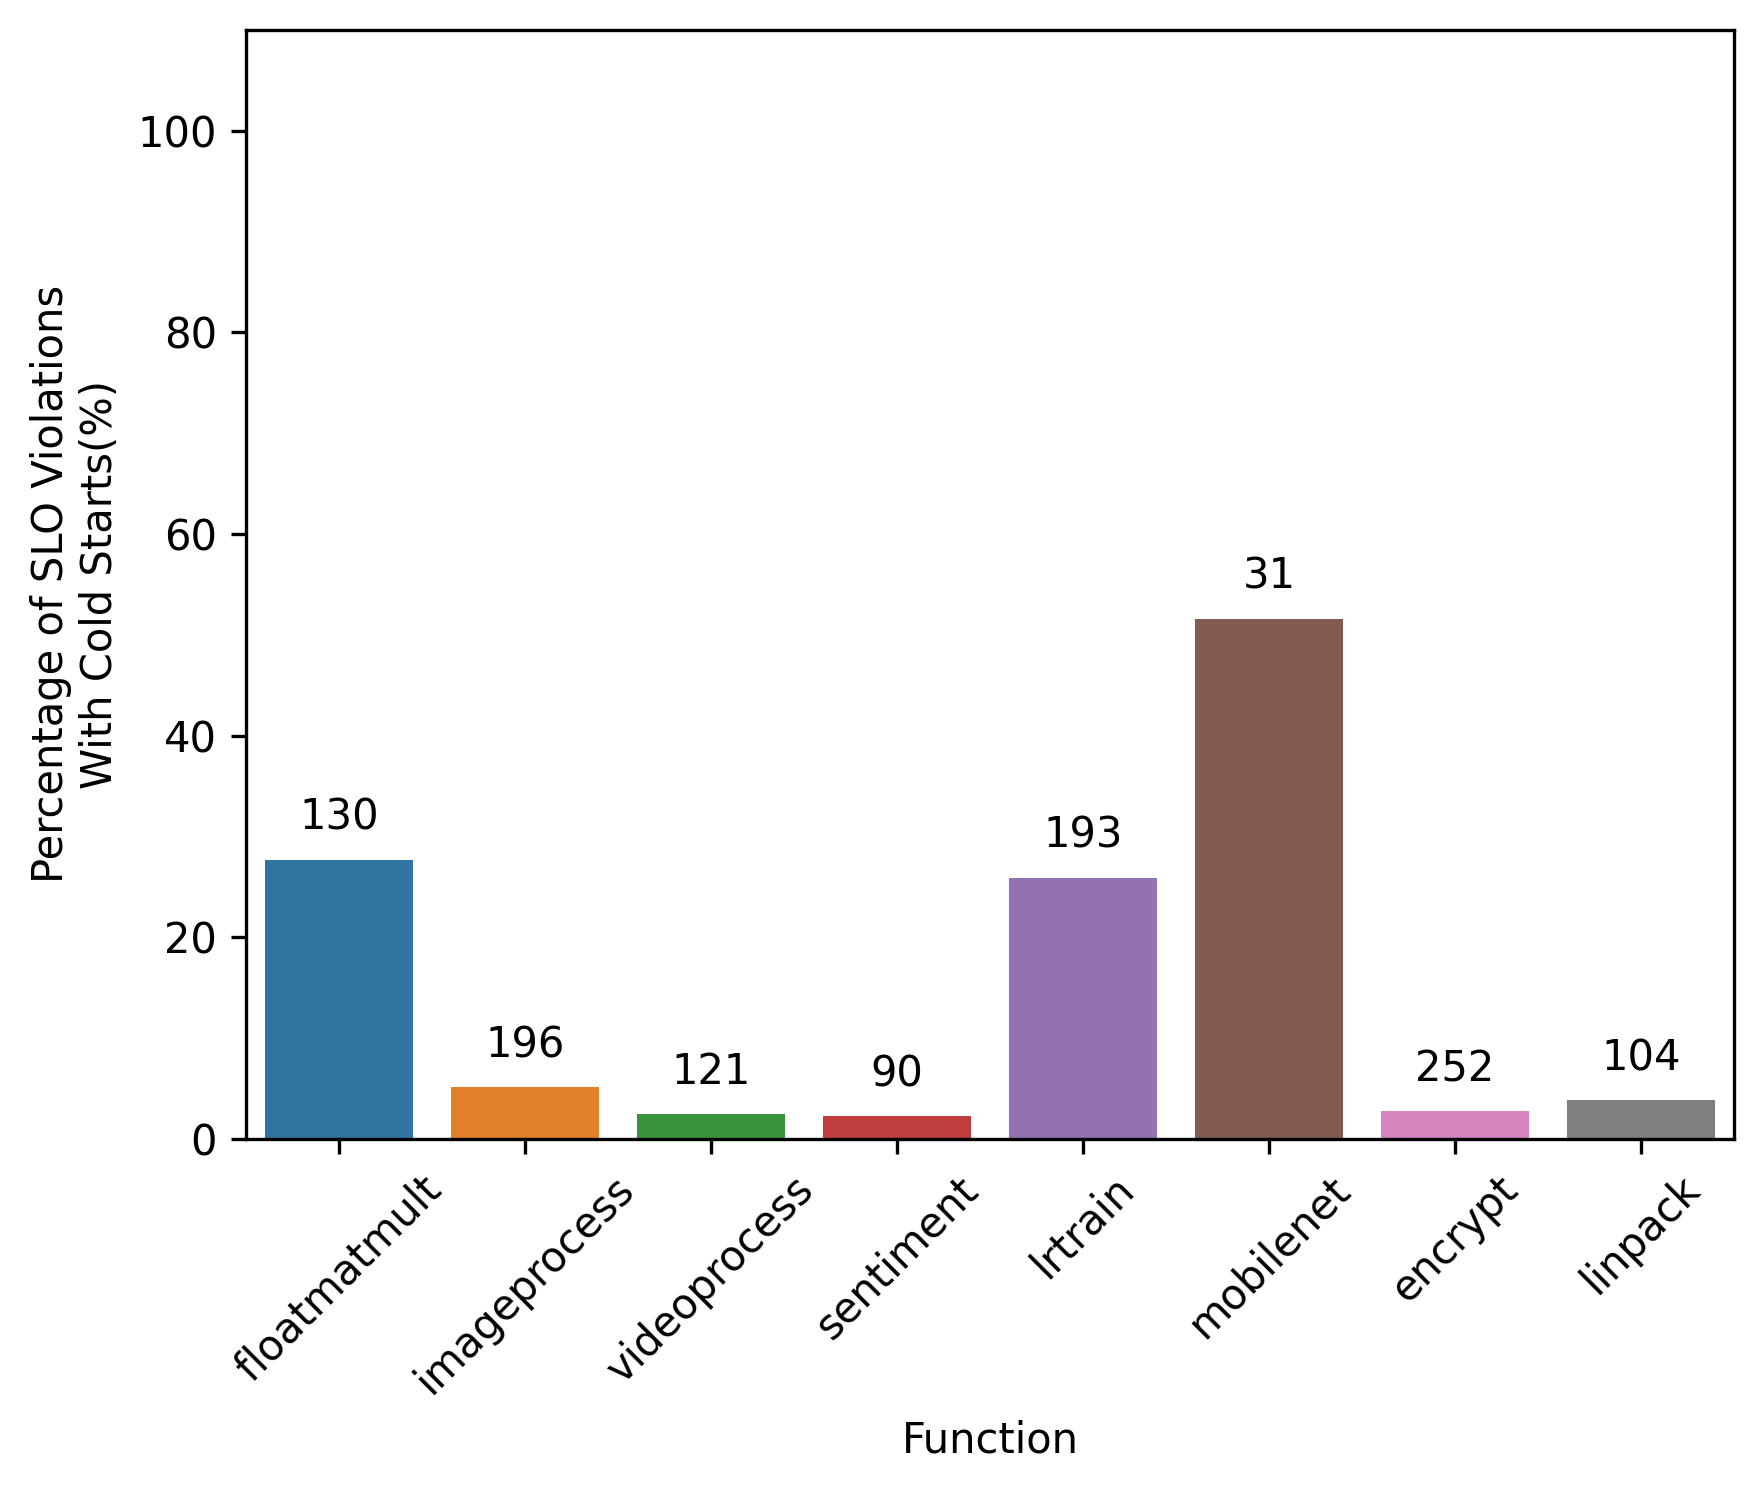 Percentage of SLO Violations
With Cold Starts(%)
100
80
60
40
20
0
130
196
121
90
193
31
252
104
floatmatmult
imageprocess
videoprocess
sentiment
lrtrain
mobilenet
encrypt
linpack
Function